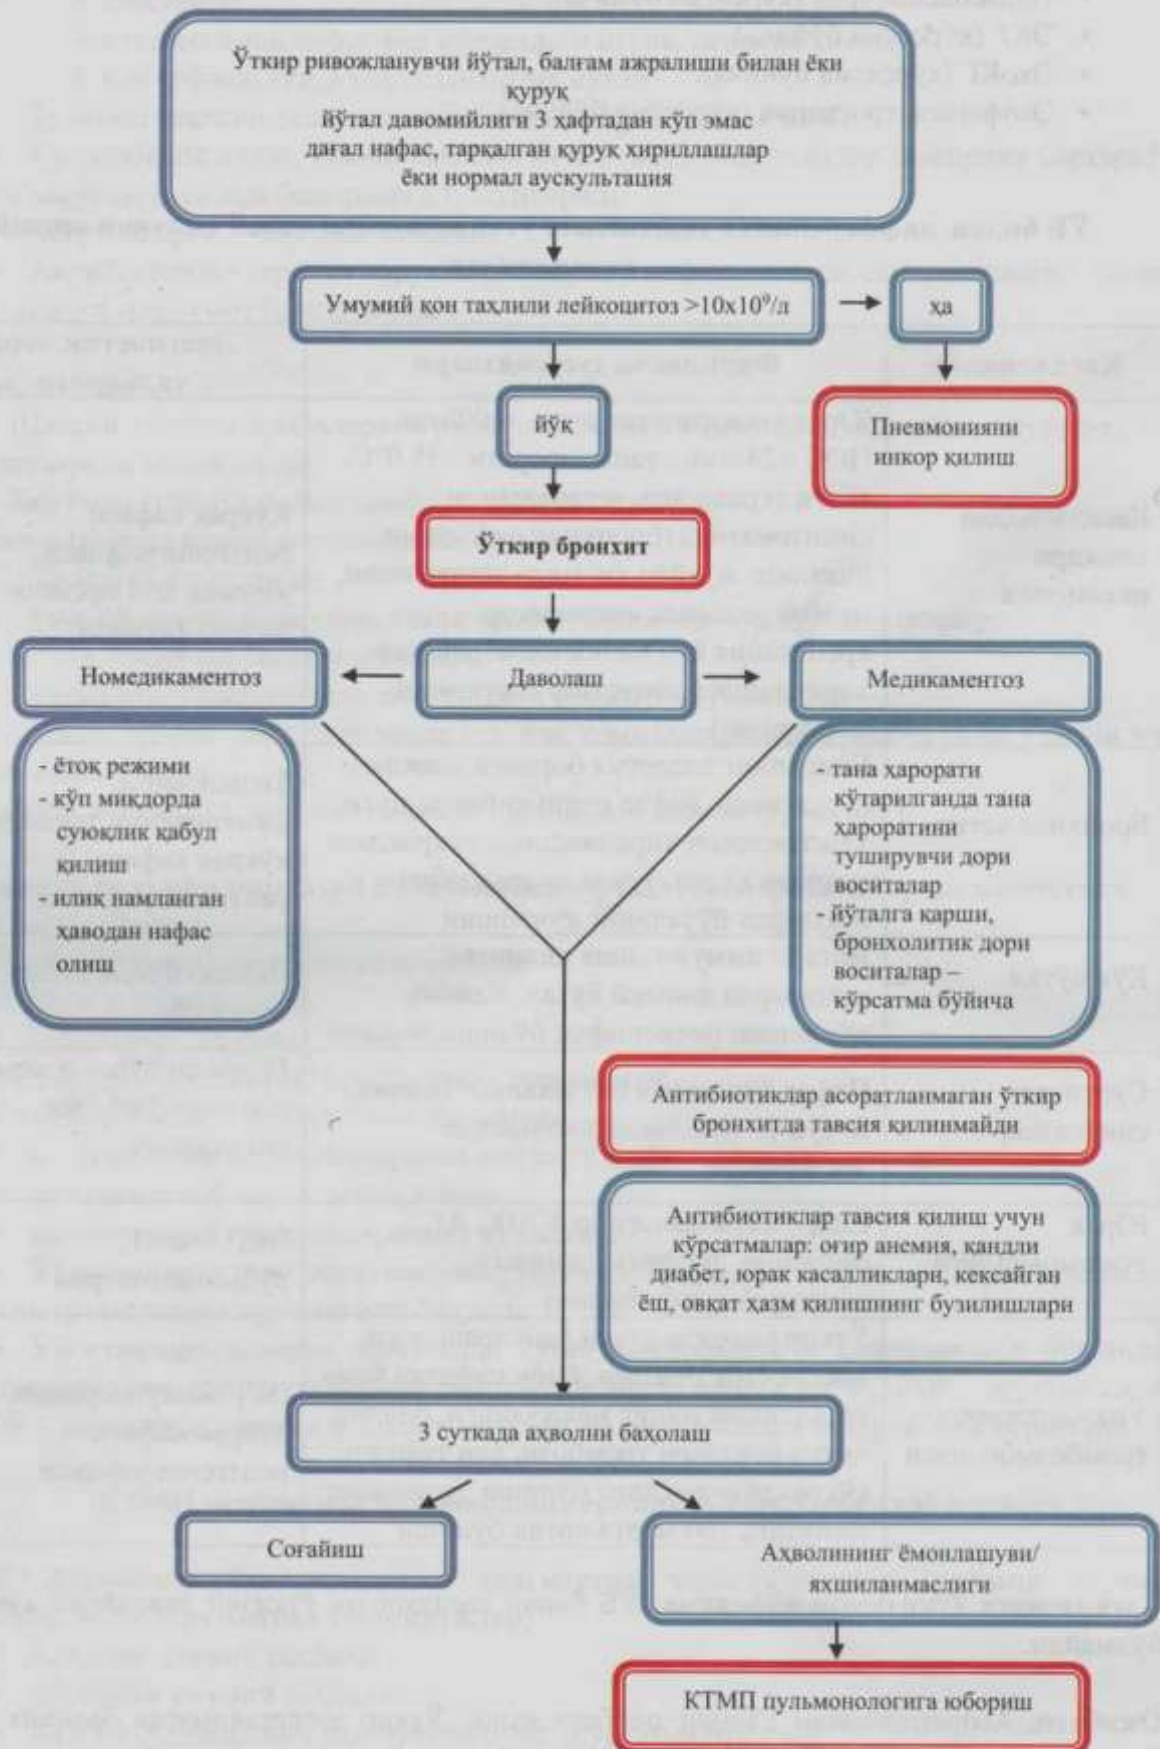 Ўткир ривожланувчи йўтал, балғам ажралиши билан ёки
қуруқ
йўтал давомийлиги 3 ҳафтадан кўп эмас
дағал нафас, тарқалган қуруқ хириллашлар
ёки нормал аускультация
Умумий қон таҳлили лейкоцитоз >10х10⁹/л
ҳа
йўқ
Пневмонияни
инкор қилиш
Ўткир бронхит
Номедикаментоз
Даволаш
Медикаментоз
- ётоқ режими
- кўп миқдорда
суюқлик қабул
қилиш
- илиқ намланган
ҳаводан нафас
олиш
- тана ҳарорати
кўтарилганда тана
ҳароратини
туширувчи дори
воситалар
- йўталга қарши,
бронхолитик дори
воситалар –
кўрсатма бўйича
Антибиотиклар асоратланмаган ўткир
бронхитда тавсия қилинмайди
Антибиотиклар тавсия қилиш учун
кўрсатмалар: оғир анемия, қандли
диабет, юрак касалликлари, кексайган
ёш, овқат ҳазм қилишнинг бузилишлари
3 суткада аҳволни баҳолаш
Соғайиш
Аҳволининг ёмонлашуви/
яхшиланмаслиги
КТМП пульмонологига юбориш